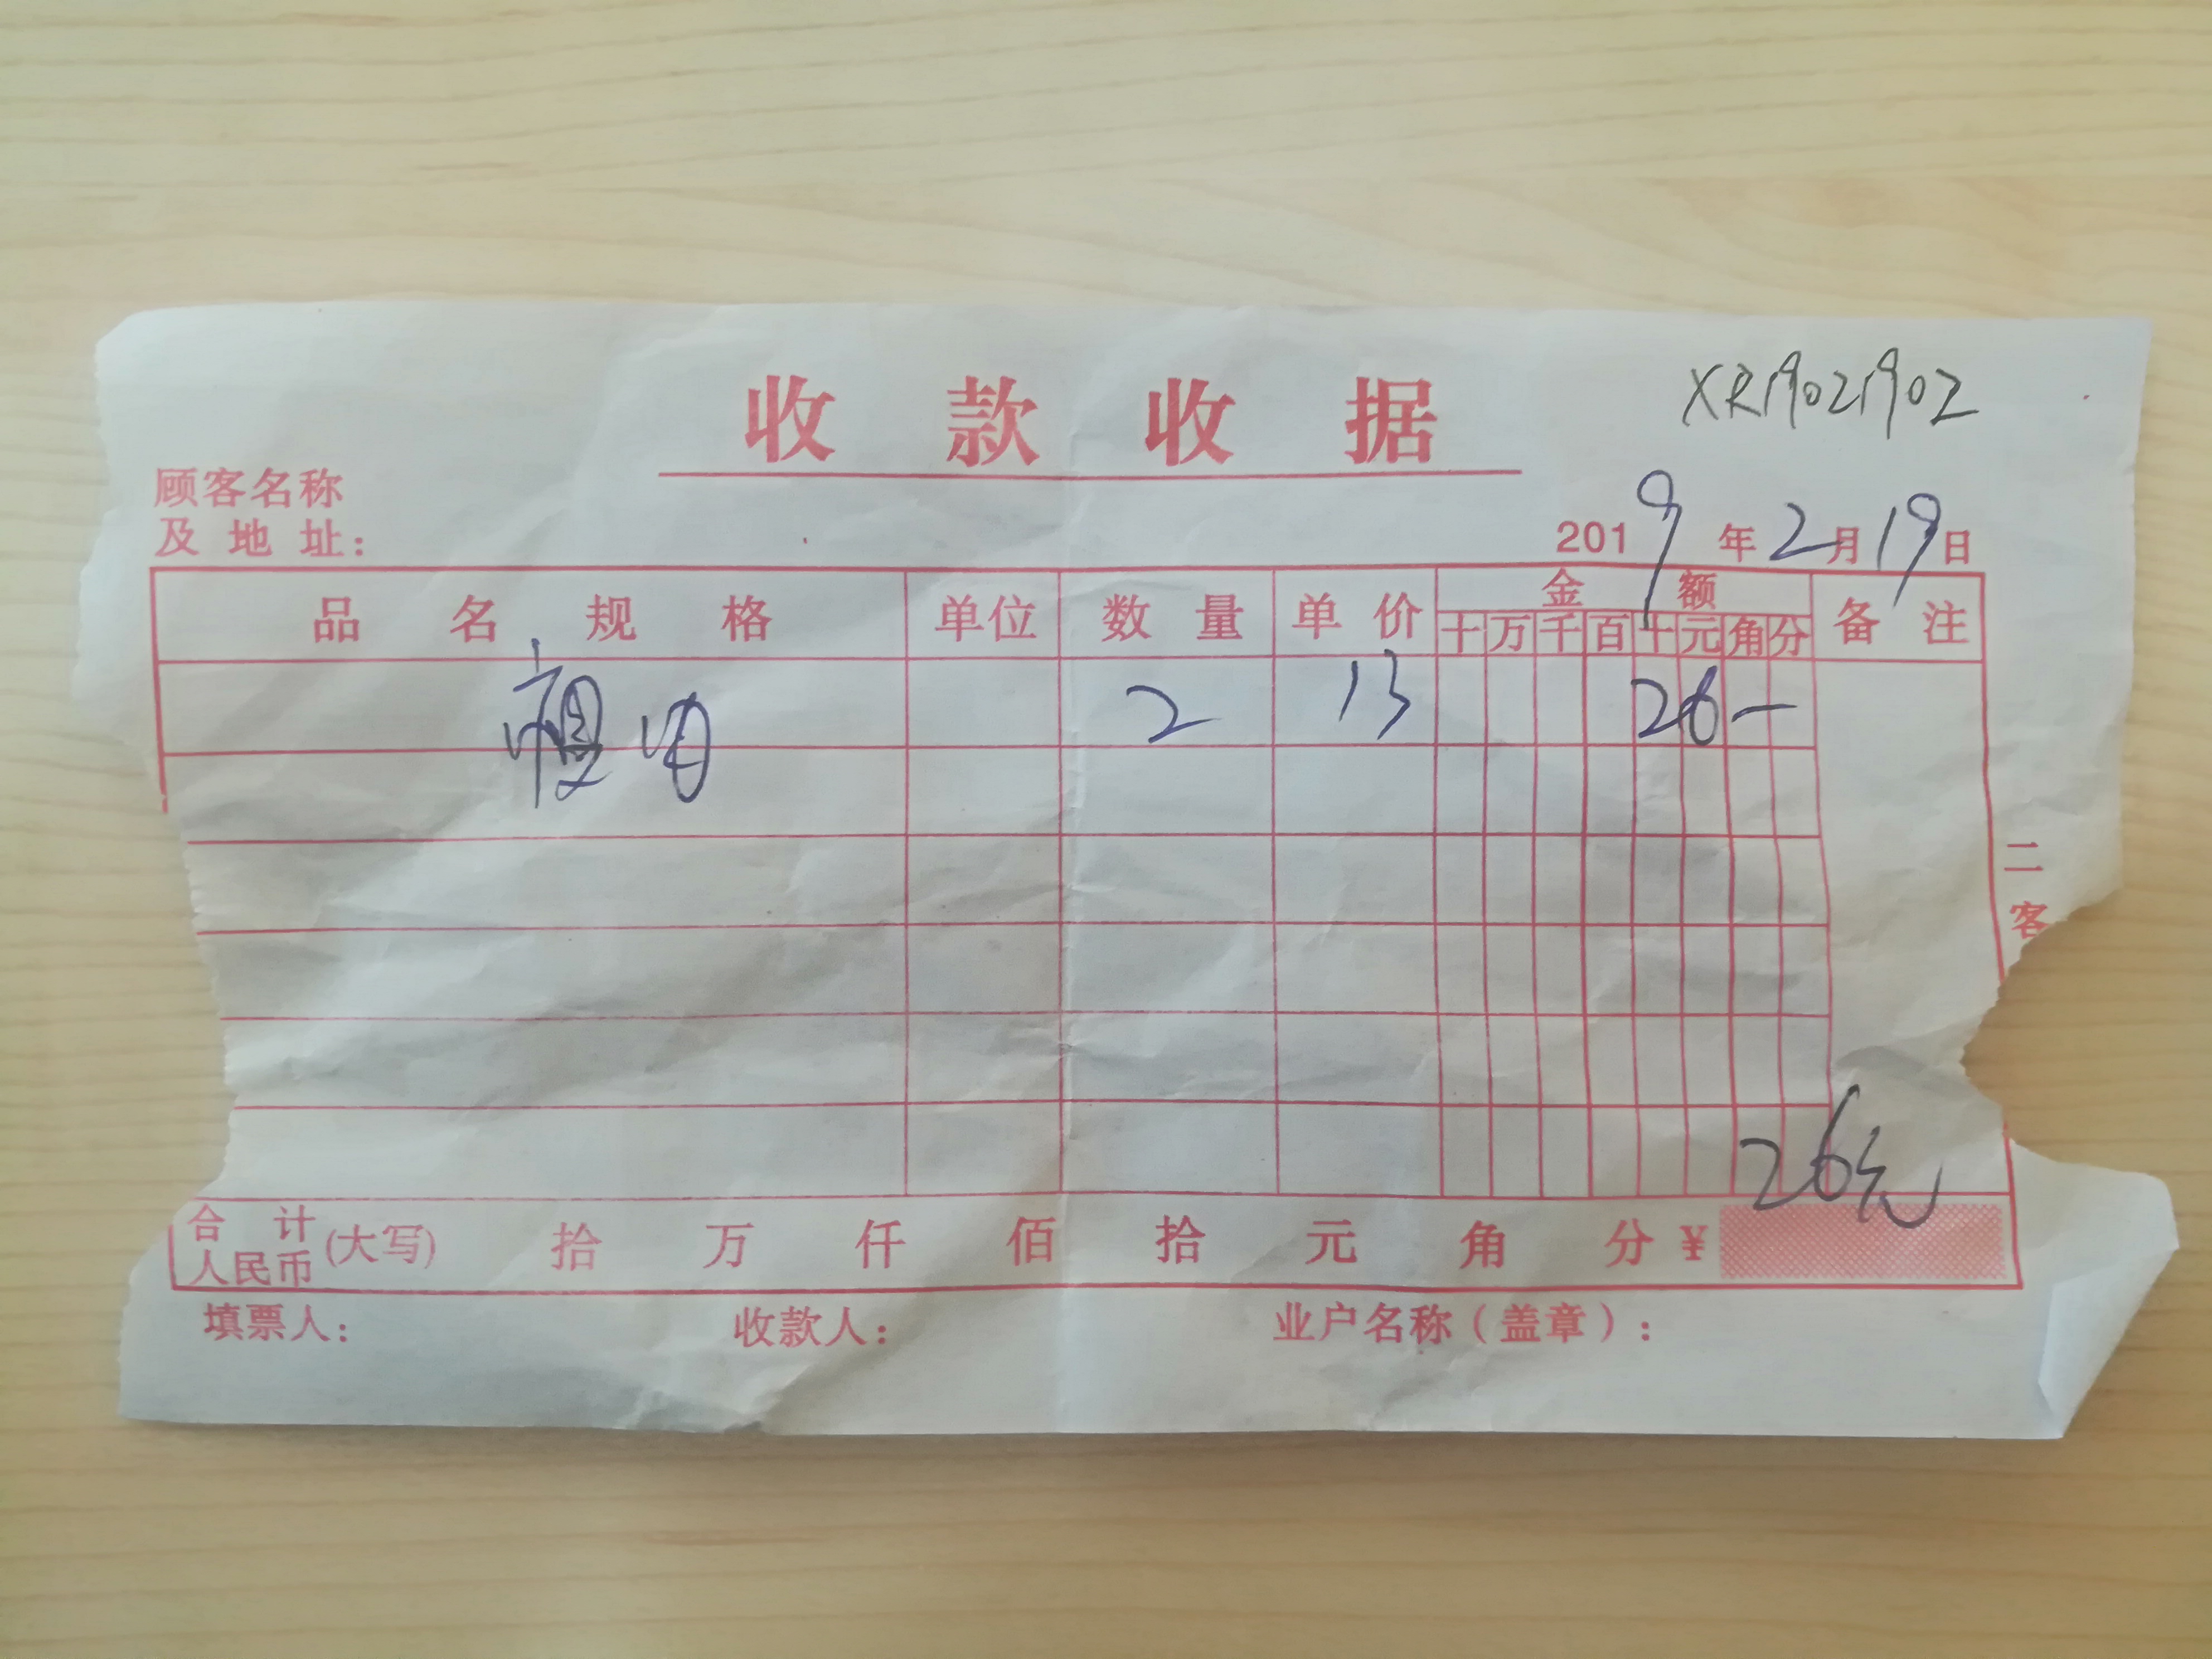 收款收据
XR19021902
顾客名称
及地址:
2019年2月19日
品名规格 单位 数量 单价 金额 备注
十万千百十元角分
2 13 26-
二客
26元
合计
人民币(大写) 拾 万 仟 佰 拾 元 角 分 ¥
填票人: 收款人: 业户名称(盖章):